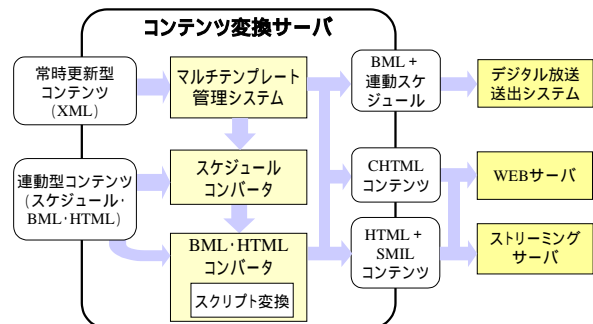 コンテンツ変換サーバ
常時更新型
コンテンツ
(XML)
マルチテンプレート
管理システム
BML+
連動スケ
ジュール
デジタル放送
送出システム
連動型コンテンツ
(スケジュール・
BML・HTML)
スケジュール
コンバータ
CHTML
コンテンツ
WEBサーバ
BML・HTML
コンバータ
スクリプト変換
HTML+
SMIL
コンテンツ
ストリーミング
サーバ